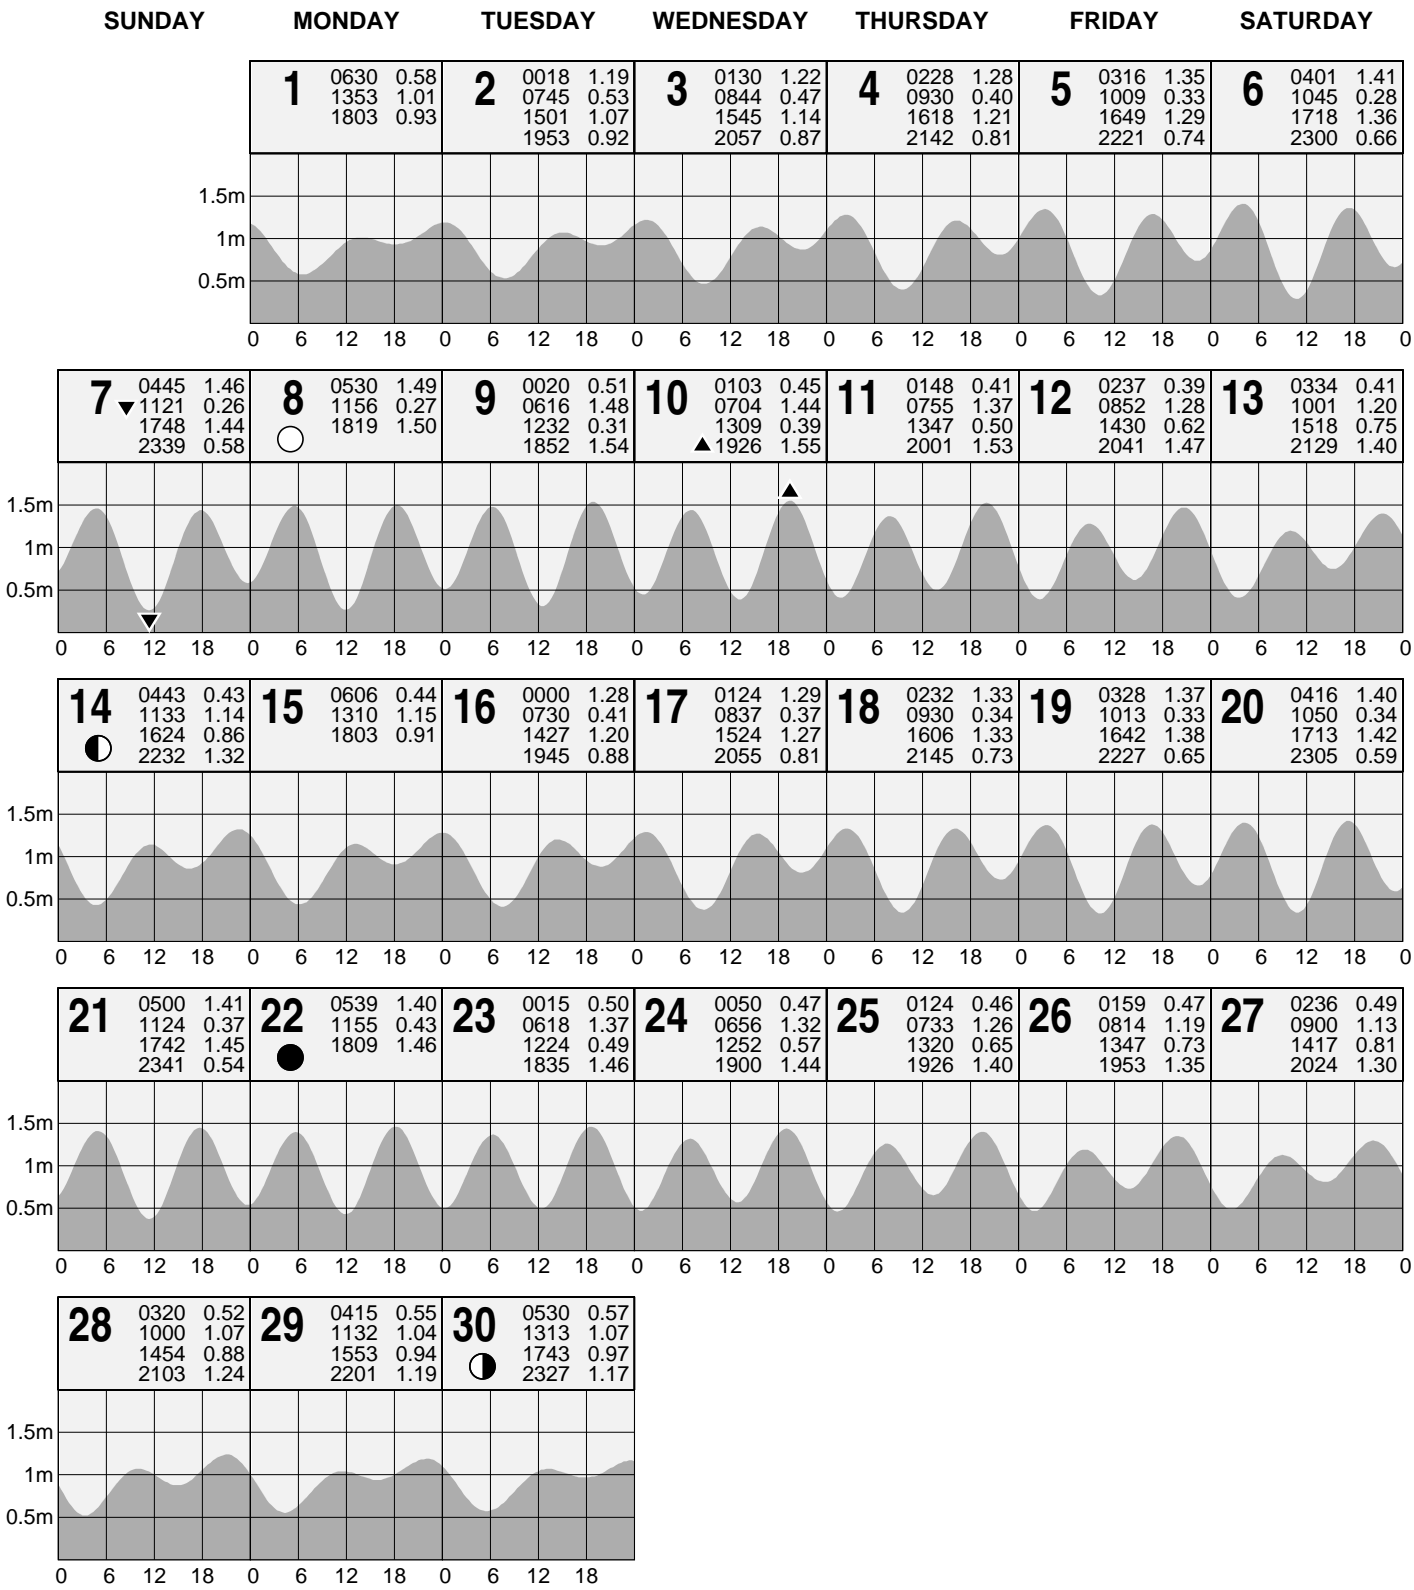 SUNDAY MONDAY TUESDAY WEDNESDAY THURSDAY FRIDAY SATURDAY
1 0630 0.58
1353 1.01
1803 0.93
2 0018 1.19
0745 0.53
1501 1.07
1953 0.92
3 0130 1.22
0844 0.47
1545 1.14
2057 0.87
4 0228 1.28
0930 0.40
1618 1.21
2142 0.81
5 0316 1.35
1009 0.33
1649 1.29
2221 0.74
6 0401 1.41
1045 0.28
1718 1.36
2300 0.66
1.5m
1m
0.5m
0 6 12 18 0 6 12 18 0 6 12 18 0 6 12 18 0 6 12 18 0 6 12 18 0
7 0445 1.46
1121 0.26
1748 1.44
2339 0.58
8 0530 1.49
1156 0.27
1819 1.50
9 0020 0.51
0616 1.48
1232 0.31
1852 1.54
10 0103 0.45
0704 1.44
1309 0.39
1926 1.55
11 0148 0.41
0755 1.37
1347 0.50
2001 1.53
12 0237 0.39
0852 1.28
1430 0.62
2041 1.47
13 0334 0.41
1001 1.20
1518 0.75
2129 1.40
1.5m
1m
0.5m
0 6 12 18 0 6 12 18 0 6 12 18 0 6 12 18 0 6 12 18 0 6 12 18 0 6 12 18 0
14 0443 0.43
1133 1.14
1624 0.86
2232 1.32
15 0606 0.44
1310 1.15
1803 0.91
16 0000 1.28
0730 0.41
1427 1.20
1945 0.88
17 0124 1.29
0837 0.37
1524 1.27
2055 0.81
18 0232 1.33
0930 0.34
1606 1.33
2145 0.73
19 0328 1.37
1013 0.33
1642 1.38
2227 0.65
20 0416 1.40
1050 0.34
1713 1.42
2305 0.59
1.5m
1m
0.5m
0 6 12 18 0 6 12 18 0 6 12 18 0 6 12 18 0 6 12 18 0 6 12 18 0 6 12 18 0
21 0500 1.41
1124 0.37
1742 1.45
2341 0.54
22 0539 1.40
1155 0.43
1809 1.46
23 0015 0.50
0618 1.37
1224 0.49
1835 1.46
24 0050 0.47
0656 1.32
1252 0.57
1900 1.44
25 0124 0.46
0733 1.26
1320 0.65
1926 1.40
26 0159 0.47
0814 1.19
1347 0.73
1953 1.35
27 0236 0.49
0900 1.13
1417 0.81
2024 1.30
1.5m
1m
0.5m
0 6 12 18 0 6 12 18 0 6 12 18 0 6 12 18 0 6 12 18 0 6 12 18 0 6 12 18 0
28 0320 0.52
1000 1.07
1454 0.88
2103 1.24
29 0415 0.55
1132 1.04
1553 0.94
2201 1.19
30 0530 0.57
1313 1.07
1743 0.97
2327 1.17
1.5m
1m
0.5m
0 6 12 18 0 6 12 18 0 6 12 18